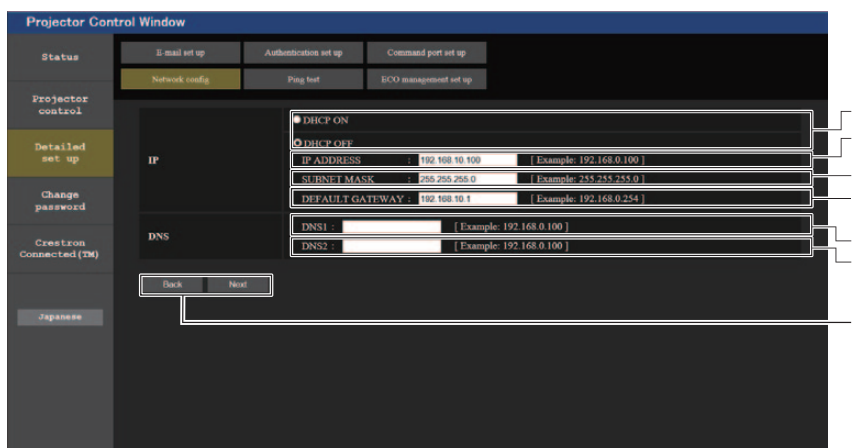 Projector Control Window
Status
Projector
control
Detailed
set up
Change
password
Crestron
Connected(TM)
Japanese
E-mail set up Authentication set up Command port set up
Network config Ping test ECO management set up
IP
DHCP ON
DHCP OFF
IP ADDRESS : 192.168.10.100 [ Example: 192.168.0.100 ]
SUBNET MASK : 255.255.255.0 [ Example: 255.255.255.0 ]
DEFAULT GATEWAY : 192.168.10.1 [ Example: 192.168.0.254 ]
DNS
DNS1 : [ Example: 192.168.0.100 ]
DNS2 : [ Example: 192.168.0.100 ]
Back Next